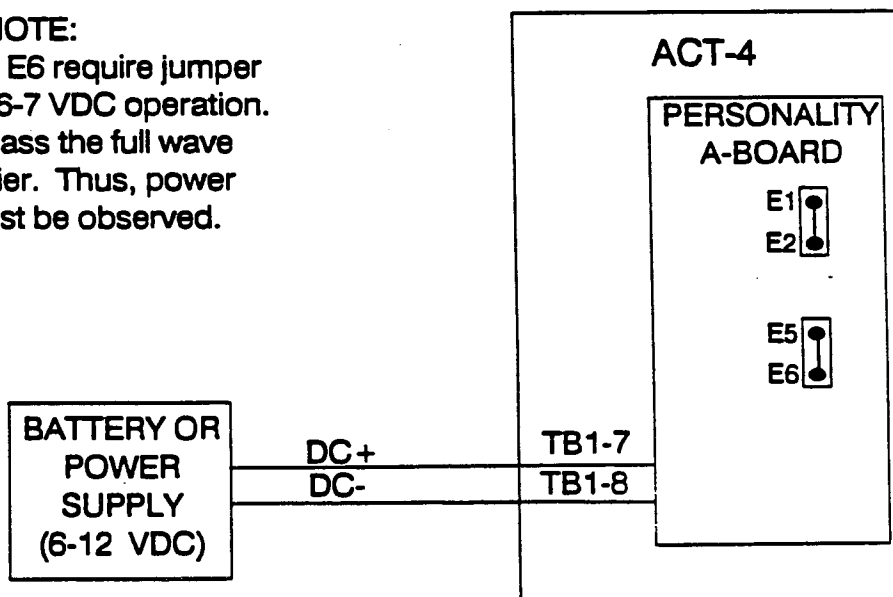 NOTE:
E6 require jumper
6-7 VDC operation.
ass the full wave
ier. Thus, power
st be observed.
ACT-4
PERSONALITY
A-BOARD
E1
E2
E5
E6
BATTERY OR
POWER
SUPPLY
(6-12 VDC)
DC+
DC-
TB1-7
TB1-8